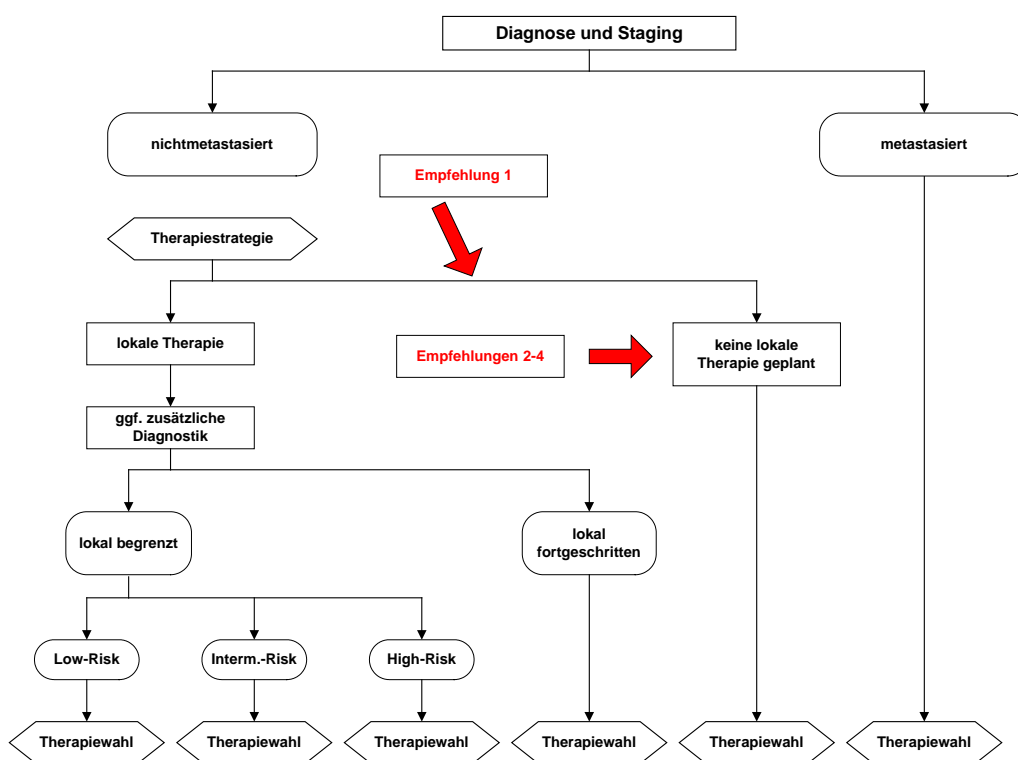 Diagnose und Staging
nichtmetastasiert
metastasiert
Empfehlung 1
Therapiestrategie
lokale Therapie
Empfehlungen 2-4
keine lokale
Therapie geplant
ggf. zusätzliche
Diagnostik
lokal begrenzt
lokal
fortgeschritten
Low-Risk
Interm.-Risk
High-Risk
Therapiewahl
Therapiewahl
Therapiewahl
Therapiewahl
Therapiewahl
Therapiewahl